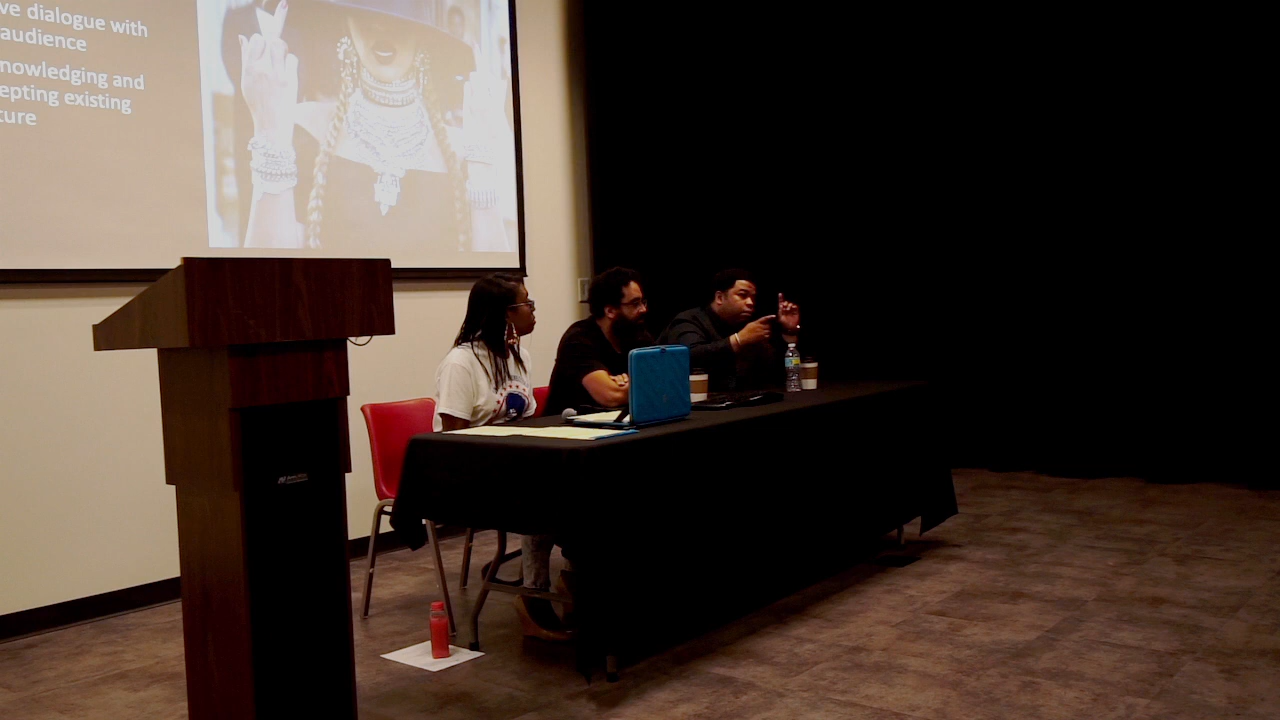 ve dialogue with
audience
nowledging and
epting existing
ture